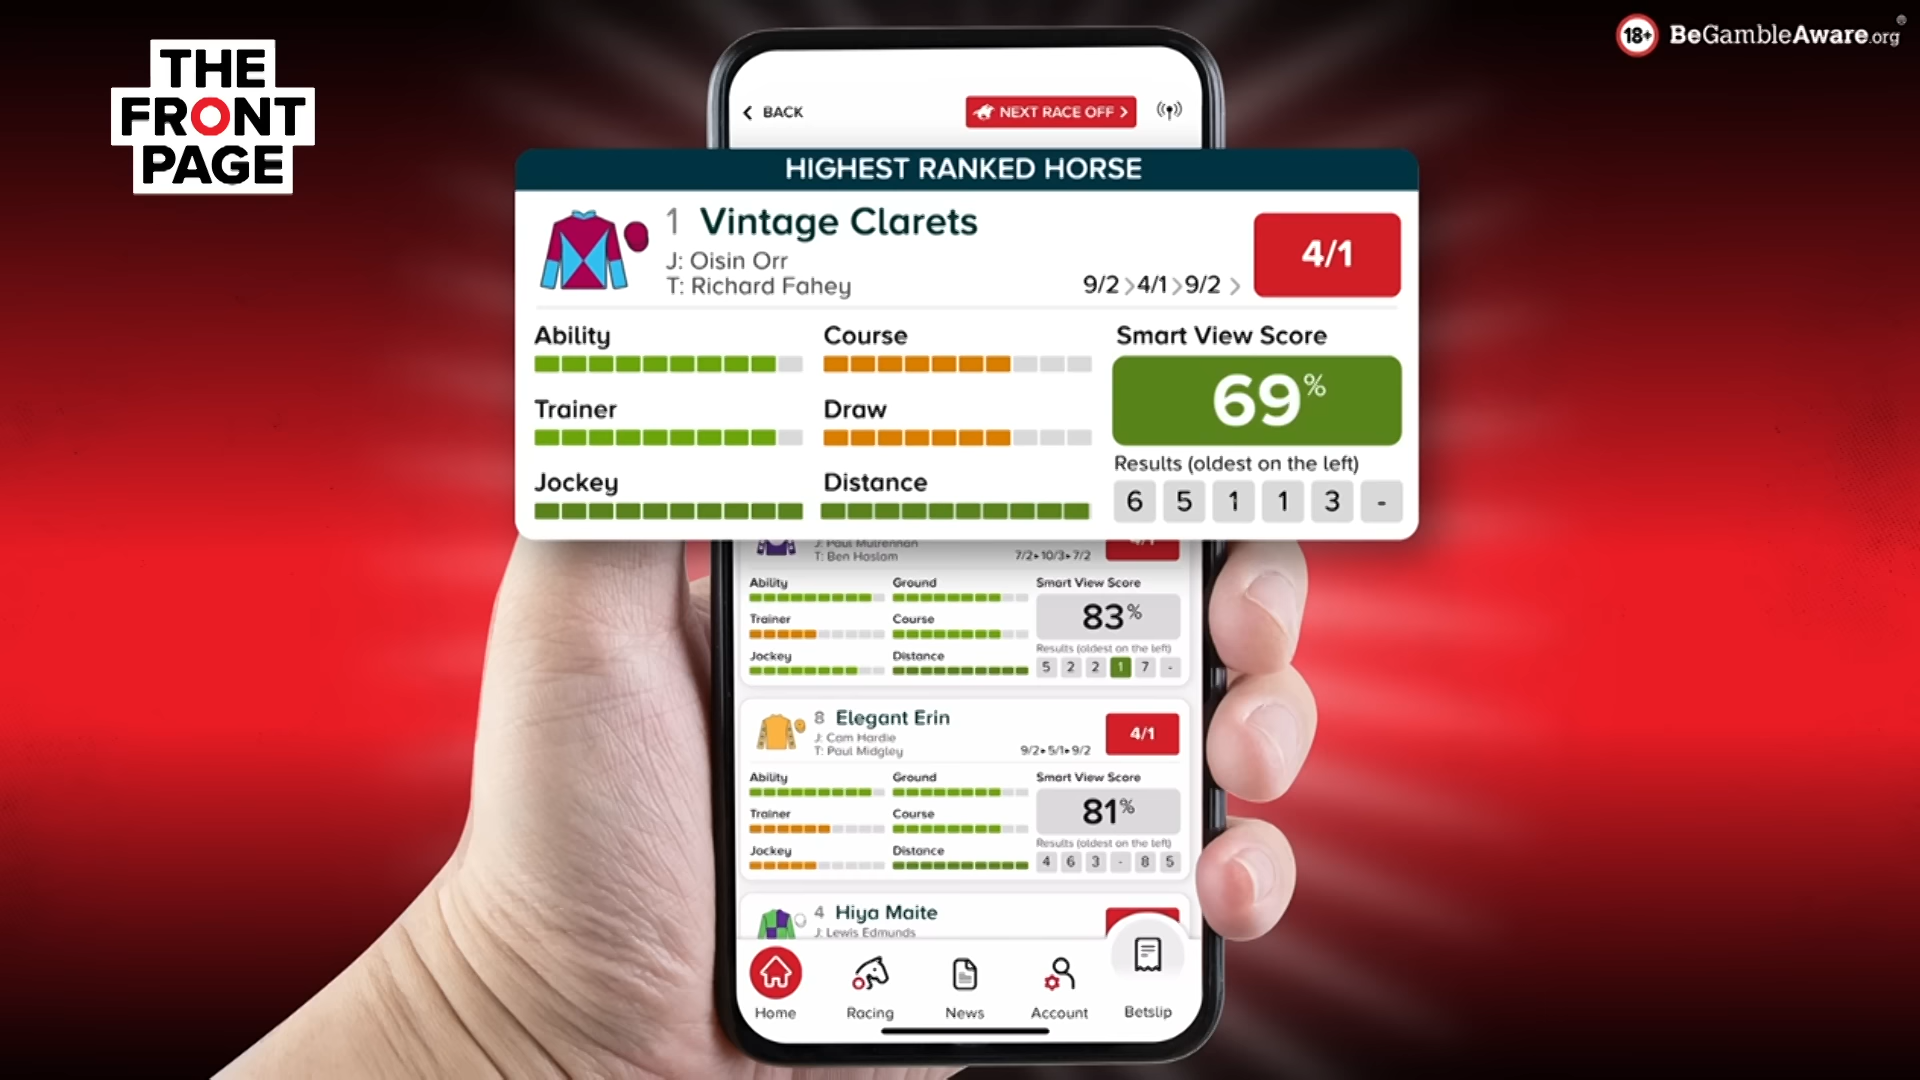 THE
FRONT
PAGE
18+ BeGambleAware.org®
BACK
NEXT RACE OFF
HIGHEST RANKED HORSE
1 Vintage Clarets
J: Oisin Orr
T: Richard Fahey
9/2 4/1 9/2
4/1
Ability
Course
Smart View Score
69%
Trainer
Draw
Jockey
Distance
Results (oldest on the left)
6 5 1 1 3 -
J: Paul Mulrennan
T: Ben Haslam
7/2 10/3 7/2
4/1
Ability
Ground
Smart View Score
83%
Trainer
Course
Jockey
Distance
Results (oldest on the left)
5 2 2 1 7 -
8 Elegant Erin
J: Cam Hardie
T: Paul Midgley
9/2 5/1 9/2
4/1
Ability
Ground
Smart View Score
81%
Trainer
Course
Jockey
Distance
Results (oldest on the left)
4 6 3 - 8 5
4 Hiya Maite
J: Lewis Edmunds
Home
Racing
News
Account
Betslip